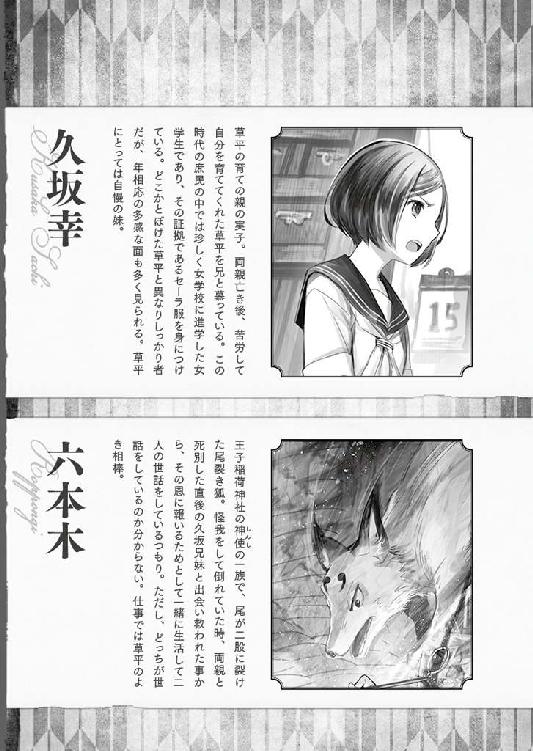 久坂幸
Kusaka Sachi
草平の育ての親の実子。両親亡き後、苦労して
自分を育ててくれた草平を兄と慕っている。この
時代の庶民の中では珍しく女学校に進学した女
学生であり、その証拠であるセーラ服を身につけ
ている。どこかとぼけた草平と異なりしっかり者
だが、年相応の多感な面も多く見られる。草平
にとっては自慢の妹。
15
六本木
Roppongi
王子稲荷神社の神使の一族で、尾が二股に裂け
た尾裂き狐。怪我をして倒れていた時、両親と
死別した直後の久坂兄妹と出会い救われた事か
ら、その恩に報いるためとして一緒に生活して二
人の世話をしているつもり。ただし、どっちが世
話をしているのか分からない。仕事では草平のよ
き相棒。